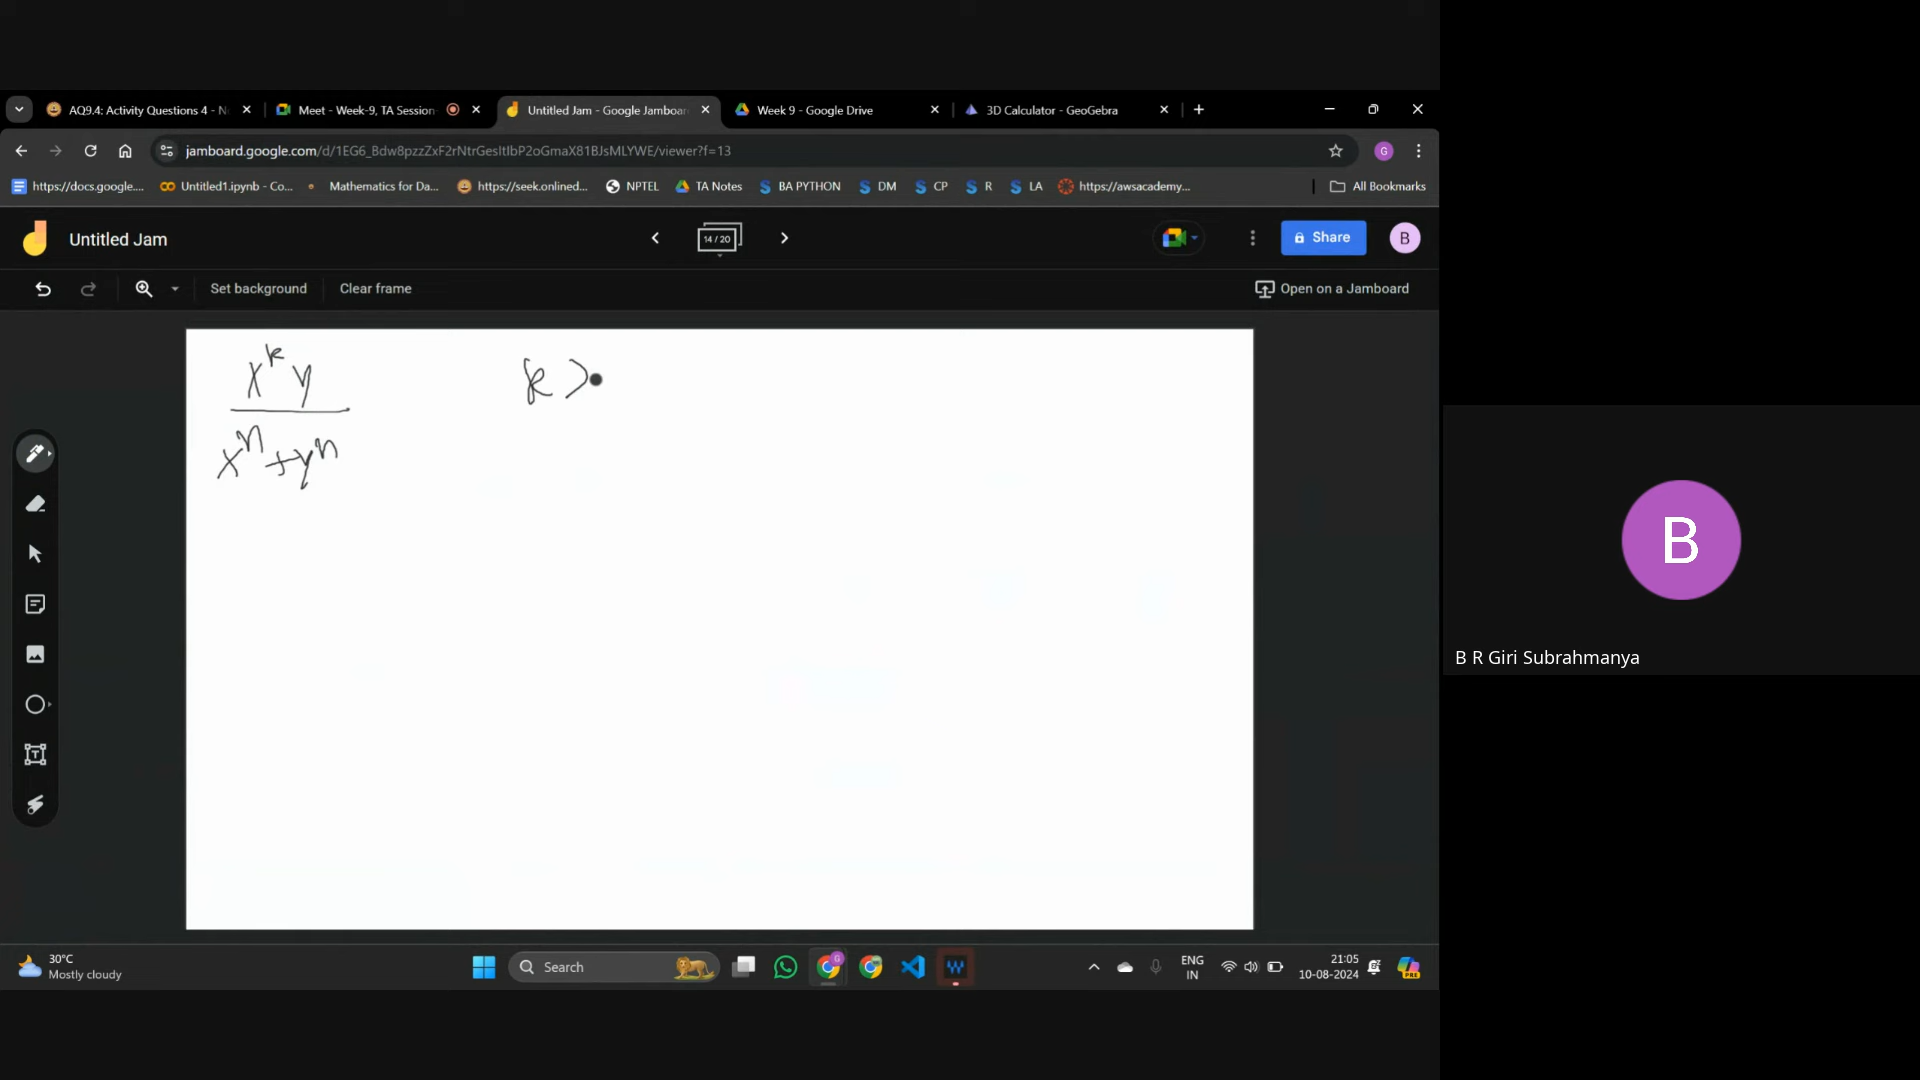 AQ9.4: Activity Questions 4 - N
Meet - Week-9, TA Session
Untitled Jam - Google Jamboar
Week 9 - Google Drive
3D Calculator - GeoGebra
jamboard.google.com/d/1EG6_Bdw8pzzZxF2rNtrGesItIbP2oGmaX81BJsMLYWE/viewer?f=13
G
https://docs.google....
Untitled1.ipynb - Co...
Mathematics for Da...
https://seek.onlined...
NPTEL
TA Notes
BA PYTHON
DM
CP
R
LA
https://awsacademy...
All Bookmarks
Untitled Jam
14 / 20
Share
B
Set background
Clear frame
Open on a Jamboard
x^k y
x^n + y^n
k >
B
B R Giri Subrahmanya
30°C
Mostly cloudy
Search
ENG
IN
21:05
10-08-2024